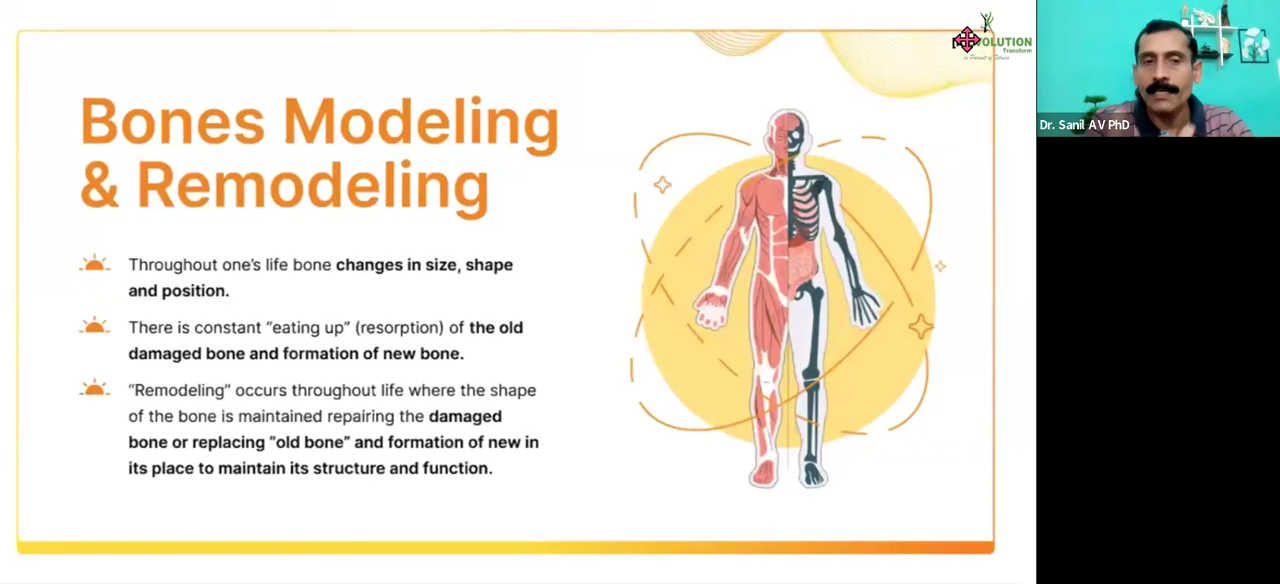 VOLUTION
Transform
Dr. Sanil A V PhD
Bones Modeling
& Remodeling
Throughout one's life bone changes in size, shape
and position.
There is constant “eating up” (resorption) of the old
damaged bone and formation of new bone.
“Remodeling” occurs throughout life where the shape
of the bone is maintained repairing the damaged
bone or replacing “old bone” and formation of new in
its place to maintain its structure and function.